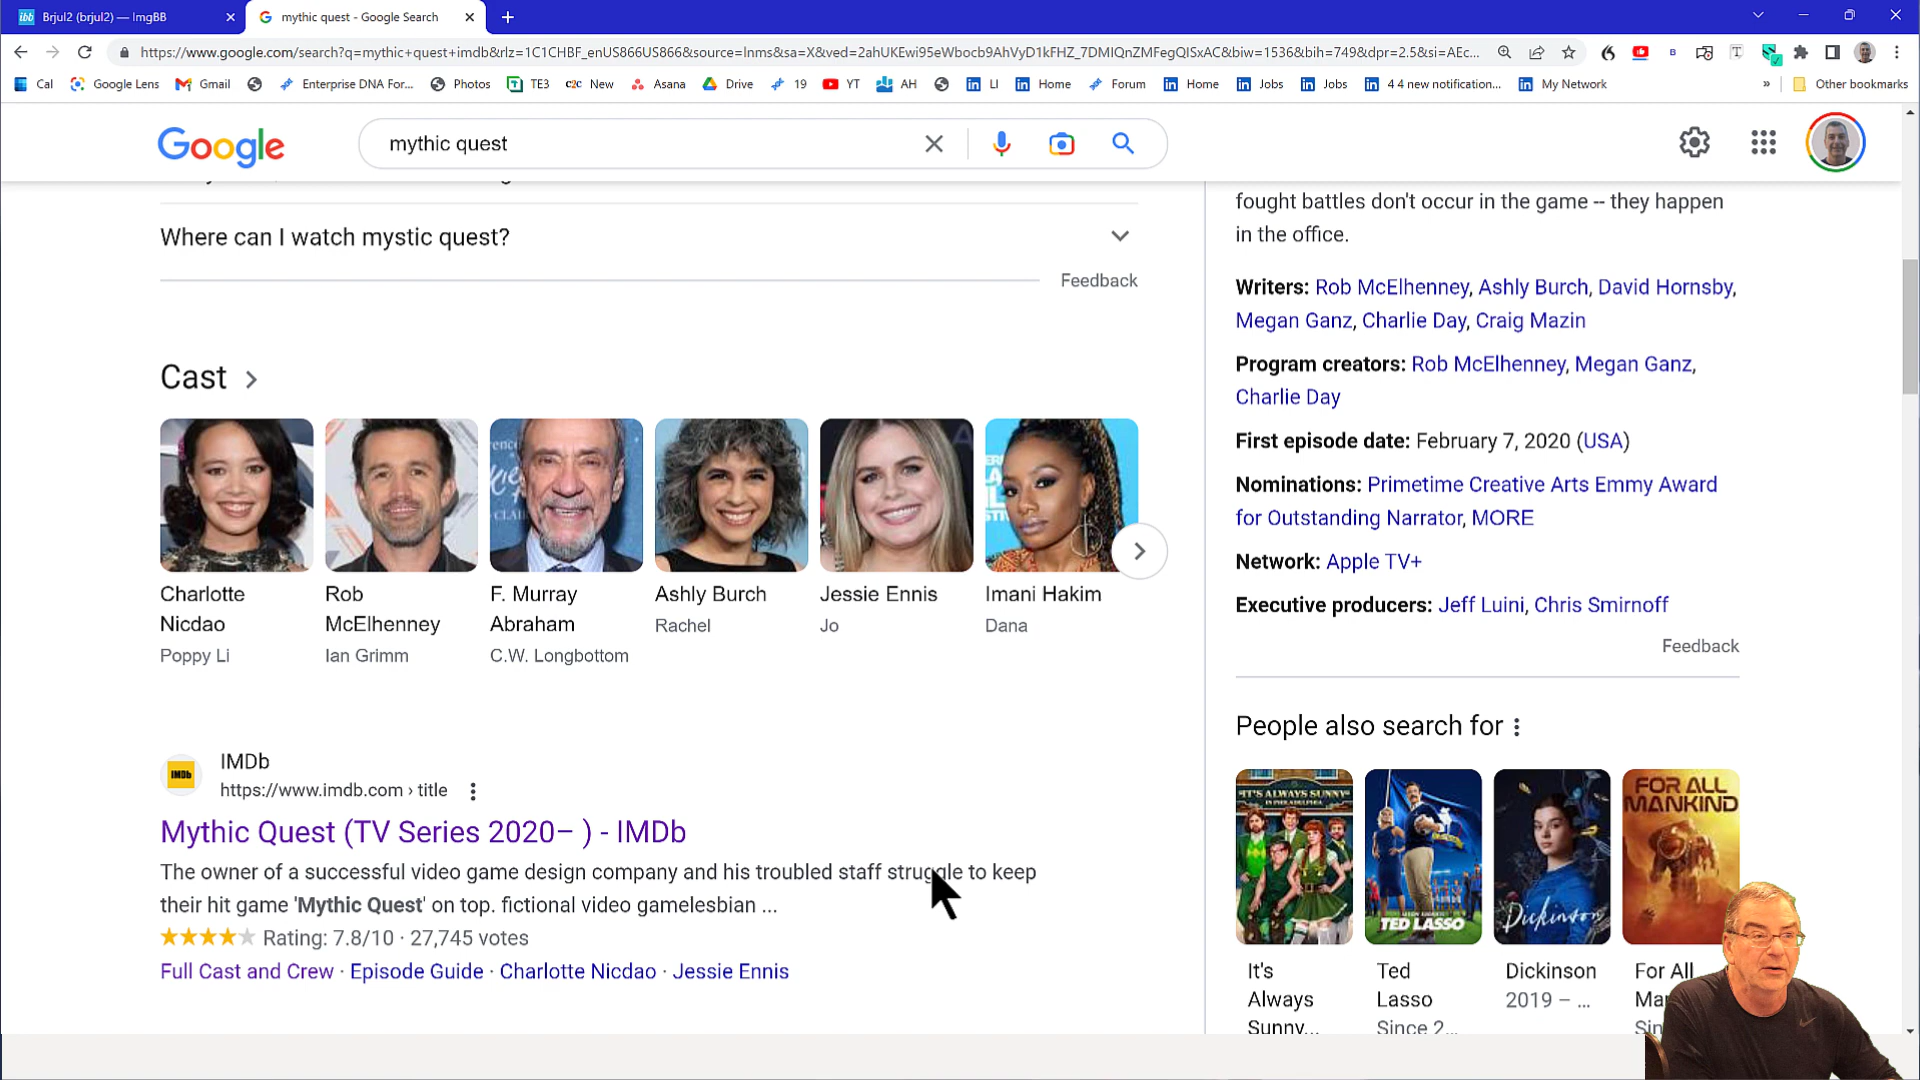 Brjul2 (brjul2) — ImgBB
mythic quest - Google Search
https://www.google.com/search?q=mythic+quest+imdb&rlz=1C1CHBF_enUS866US866&source=lnms&sa=X&ved=2ahUKEwi95eWbocb9AhVyD1kFHZ_7DMIQnZMFegQISxAC&biw=1536&bih=749&dpr=2.5&si=AEc...
Cal Google Lens Gmail Enterprise DNA For... Photos TE3 c2c New Asana Drive 19 YT AH LI Home Forum Home Jobs Jobs 4 4 new notification... My Network » Other bookmarks
Google
mythic quest
Where can I watch mystic quest?
Feedback
Cast
Charlotte Nicdao
Poppy Li
Rob McElhenney
Ian Grimm
F. Murray Abraham
C.W. Longbottom
Ashly Burch
Rachel
Jessie Ennis
Jo
Imani Hakim
Dana
IMDb
IMDb
https://www.imdb.com › title
Mythic Quest (TV Series 2020– ) - IMDb
The owner of a successful video game design company and his troubled staff struggle to keep
their hit game 'Mythic Quest' on top. fictional video gamelesbian ...
Rating: 7.8/10 · 27,745 votes
Full Cast and Crew · Episode Guide · Charlotte Nicdao · Jessie Ennis
fought battles don't occur in the game -- they happen
in the office.
Writers: Rob McElhenney, Ashly Burch, David Hornsby,
Megan Ganz, Charlie Day, Craig Mazin
Program creators: Rob McElhenney, Megan Ganz,
Charlie Day
First episode date: February 7, 2020 (USA)
Nominations: Primetime Creative Arts Emmy Award
for Outstanding Narrator, MORE
Network: Apple TV+
Executive producers: Jeff Luini, Chris Smirnoff
Feedback
People also search for
IT'S ALWAYS SUNNY
IN PHILADELPHIA
TED LASSO
Dickinson
FOR ALL
MANKIND
It's
Always
Sunny...
Ted
Lasso
Since 2...
Dickinson
2019 – ...
For All